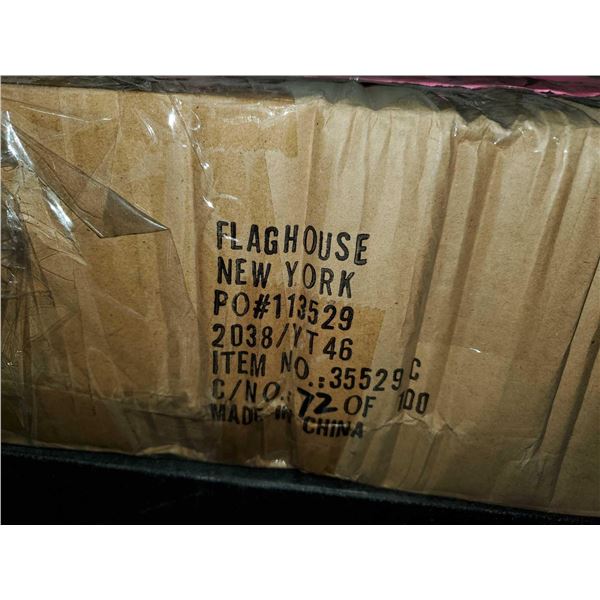 FLAGHOUSE
NEW YORK
PO#113529
2038/YT46
ITEM NO.:35529C
C/NO.:72 OF 100
MADE IN CHINA